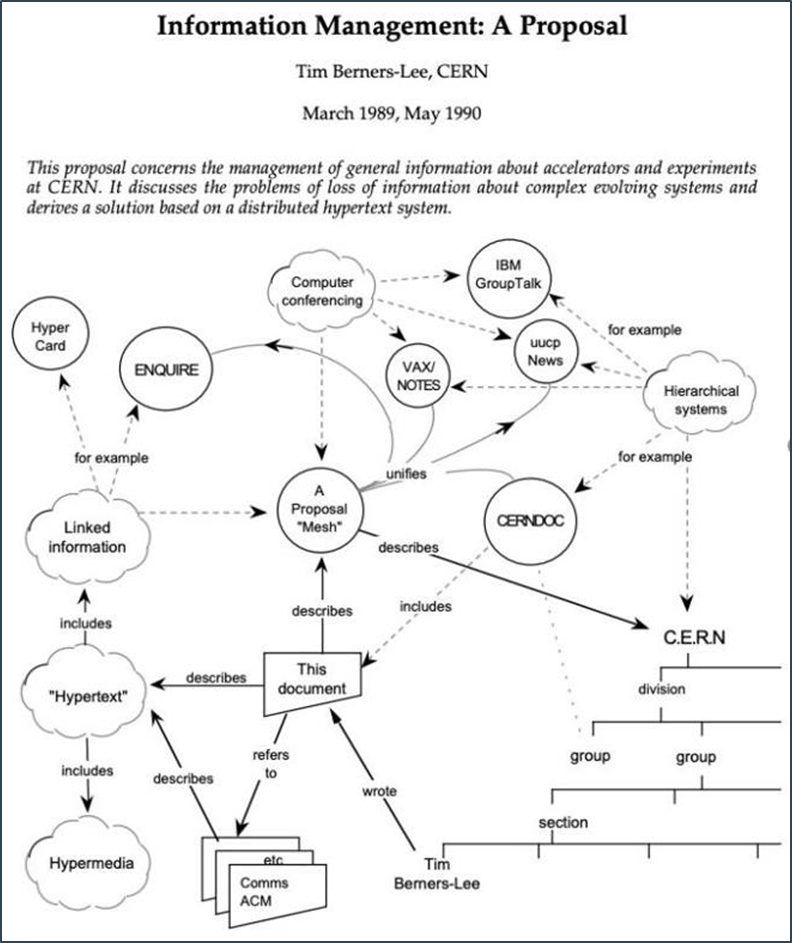 Information Management: A Proposal
Tim Berners-Lee, CERN
March 1989, May 1990
This proposal concerns the management of general information about accelerators and experiments
at CERN. It discusses the problems of loss of information about complex evolving systems and
derives a solution based on a distributed hypertext system.
Computer
conferencing
IBM
GroupTalk
Hyper
Card
ENQUIRE
VAX/
NOTES
uucp
News
for example
Hierarchical
systems
for example
unifies
for example
Linked
information
A
Proposal
"Mesh"
CERNDOC
describes
includes
describes
includes
C.E.R.N
"Hypertext"
describes
This
document
division
includes
describes
refers
to
wrote
group
group
section
Hypermedia
etc
Comms
ACM
Tim
Berners-Lee